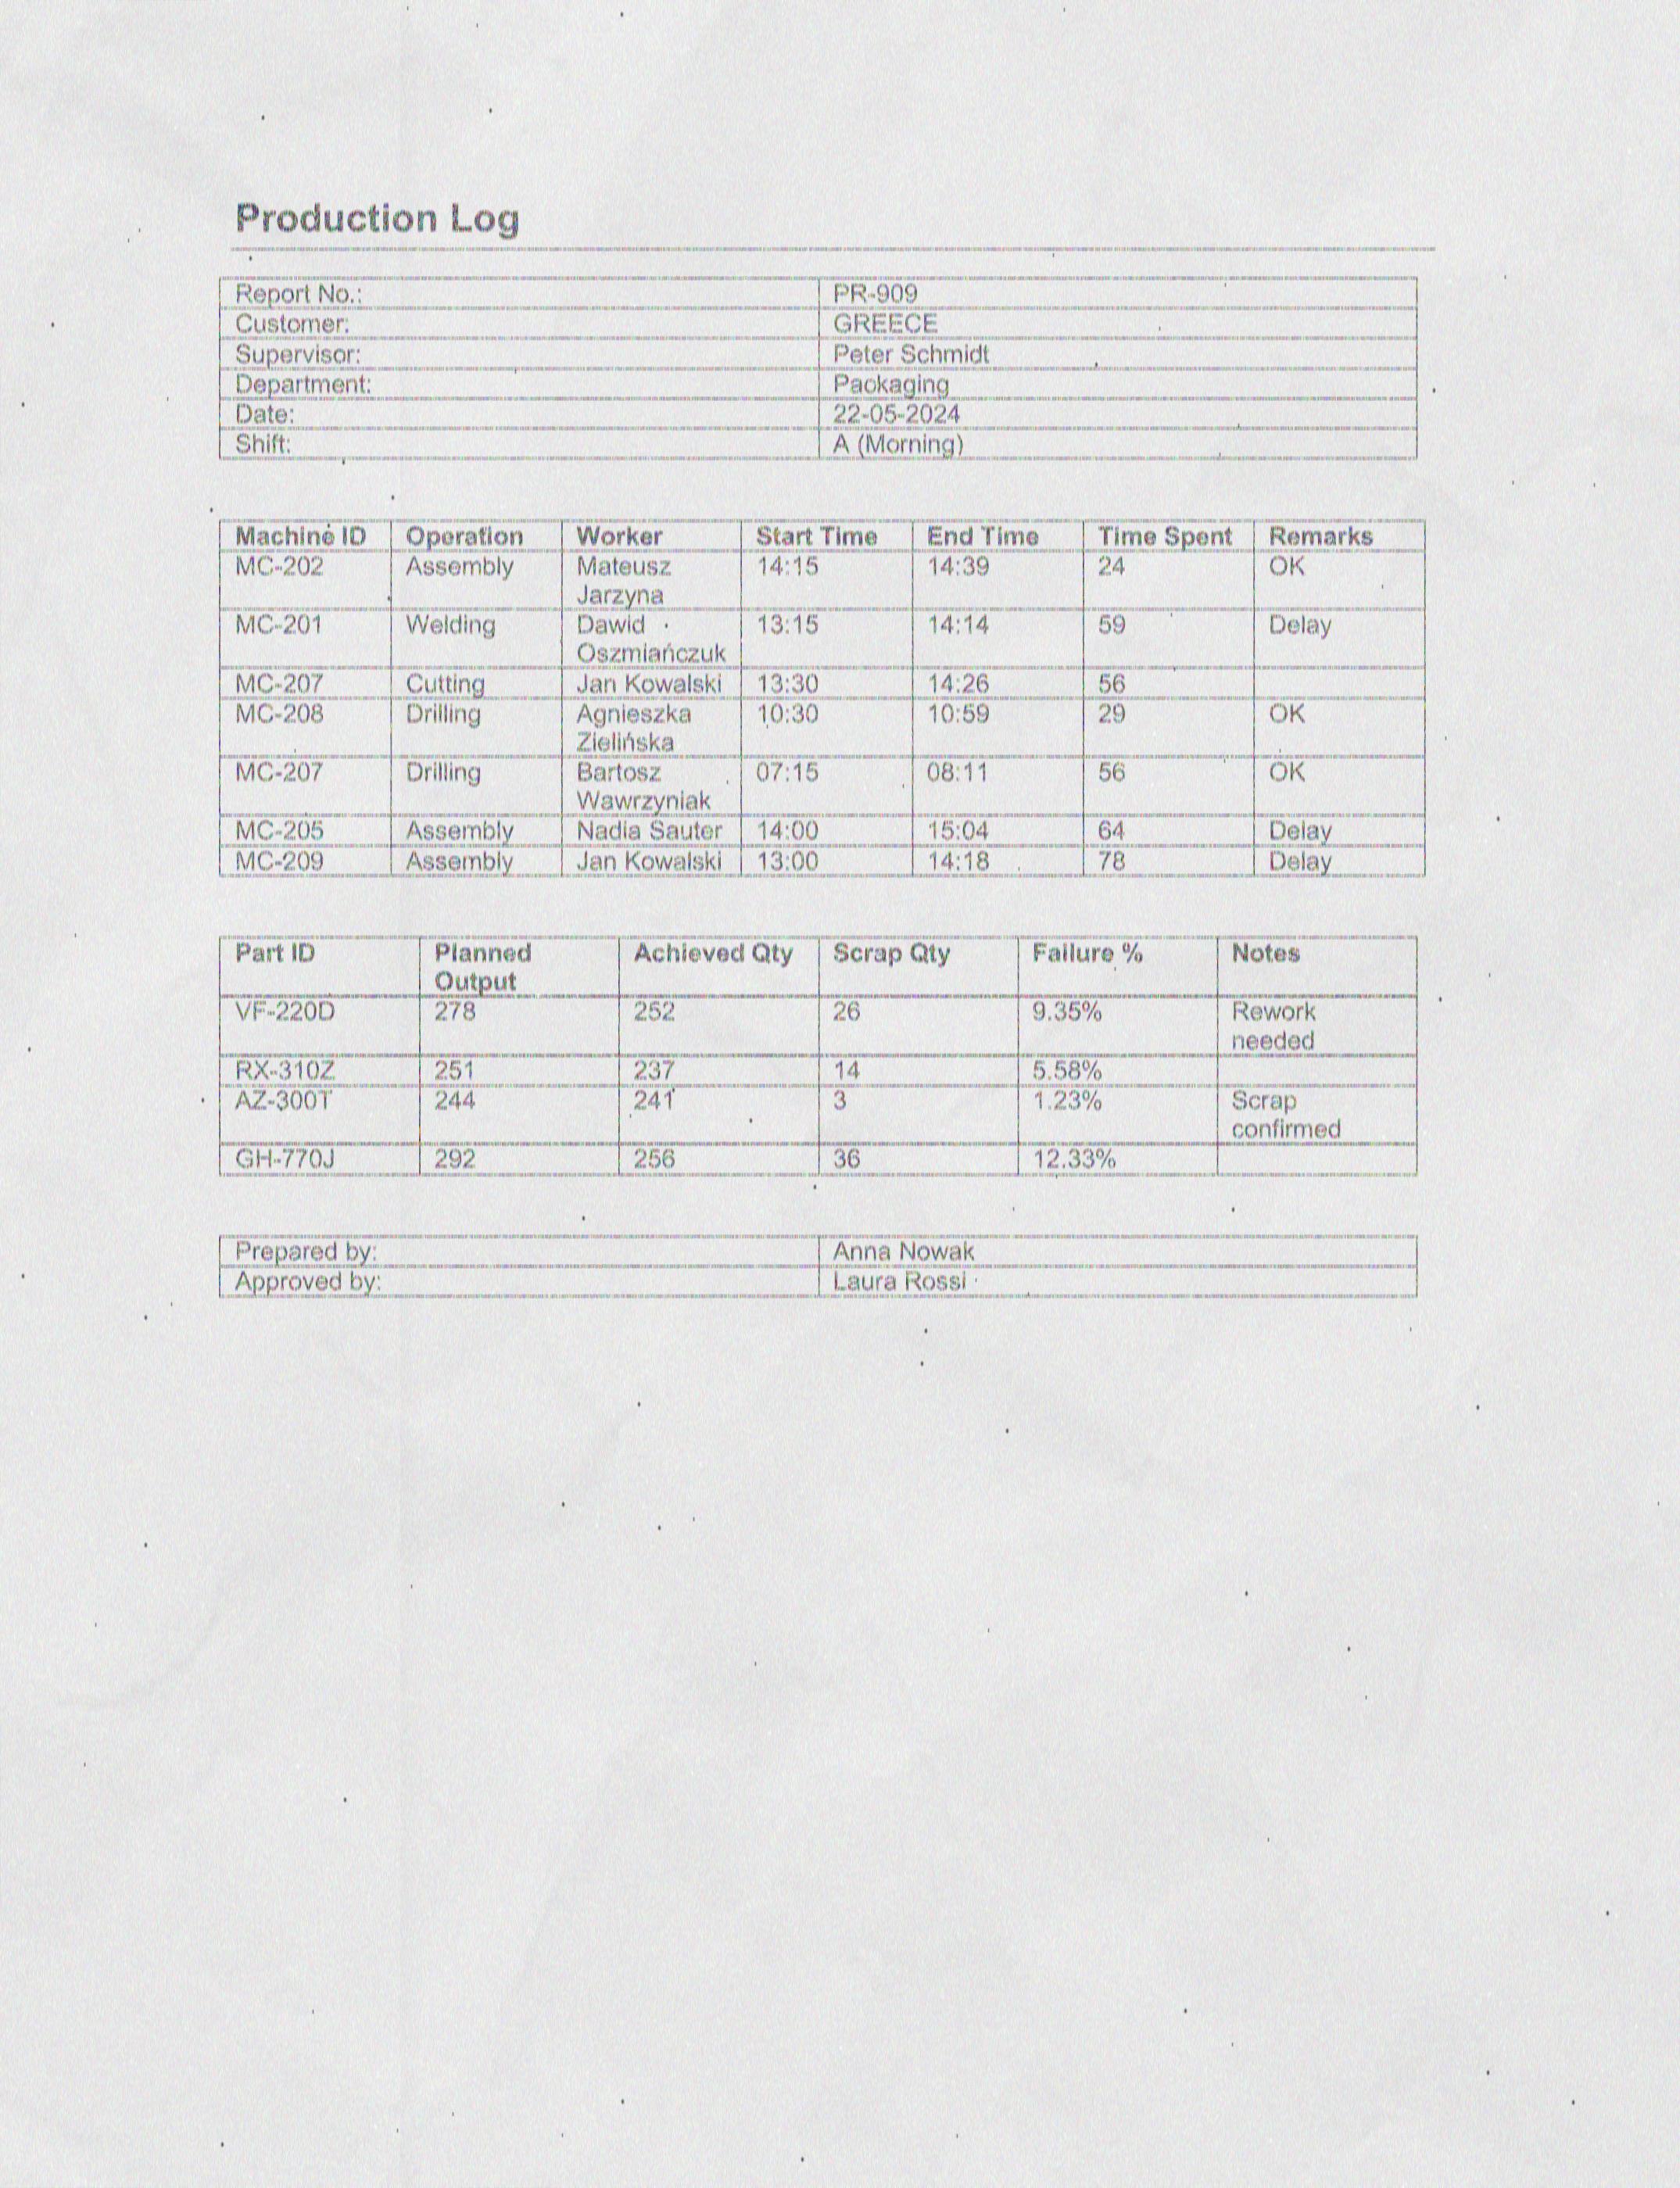 Production Log
Report No.: PR-909
Customer: GREECE
Supervisor: Peter Schmidt
Department: Packaging
Date: 22-05-2024
Shift: A (Morning)
Machine ID Operation Worker Start Time End Time Time Spent Remarks
MC-202 Assembly Mateusz 14:15 14:39 24 OK
Jarzyna
MC-201 Welding Dawid 13:15 14:14 59 Delay
Oszmiańczuk
MC-207 Cutting Jan Kowalski 13:30 14:26 56
MC-208 Drilling Agnieszka 10:30 10:59 29 OK
Zielińska
MC-207 Drilling Bartosz 07:15 08:11 56 OK
Wawrzyniak
MC-205 Assembly Nadia Sauter 14:00 15:04 64 Delay
MC-209 Assembly Jan Kowalski 13:00 14:18 78 Delay
Part ID Planned Achieved Qty Scrap Qty Failure % Notes
Output
VF-220D 278 252 26 9.35% Rework
needed
RX-310Z 251 237 14 5.58%
AZ-300T 244 241 3 1.23% Scrap
confirmed
GH-770J 292 256 36 12.33%
Prepared by: Anna Nowak
Approved by: Laura Rossi